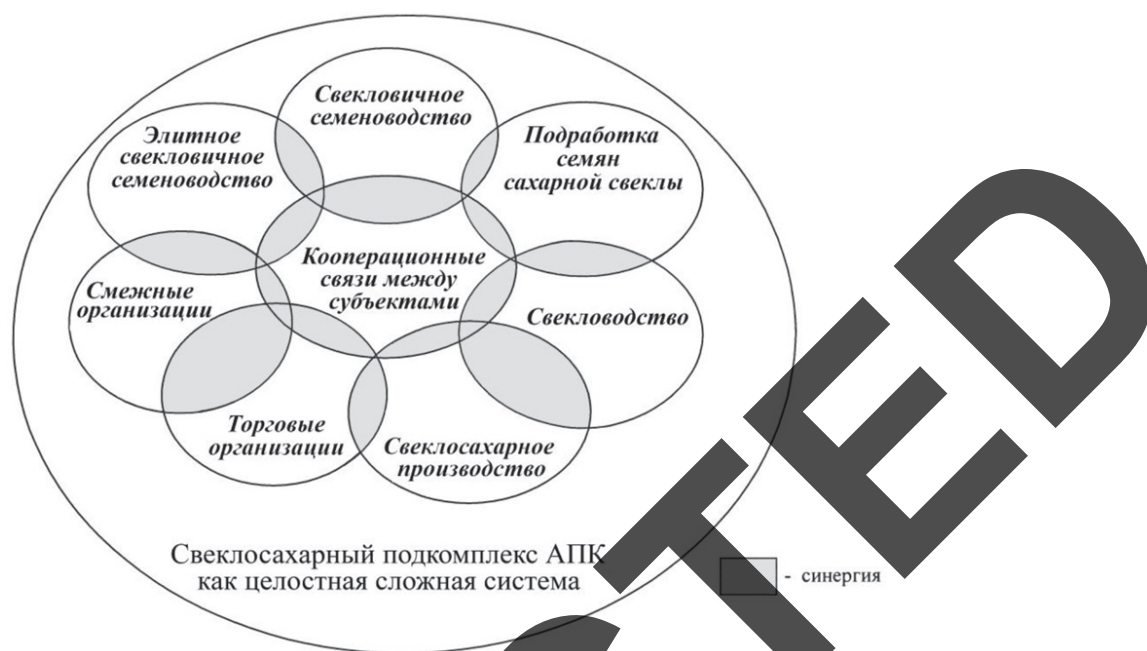 Свекловичное
семеноводство
Элитное
свекловичное
семеноводство
Подработка
семян
сахарной свеклы
Кооперационные
связи между
субъектами
Смежные
организации
Свекловодство
Торговые
организации
Свеклосахарное
производство
Свеклосахарный подкомплекс АПК
как целостная сложная система
- синергия
TED